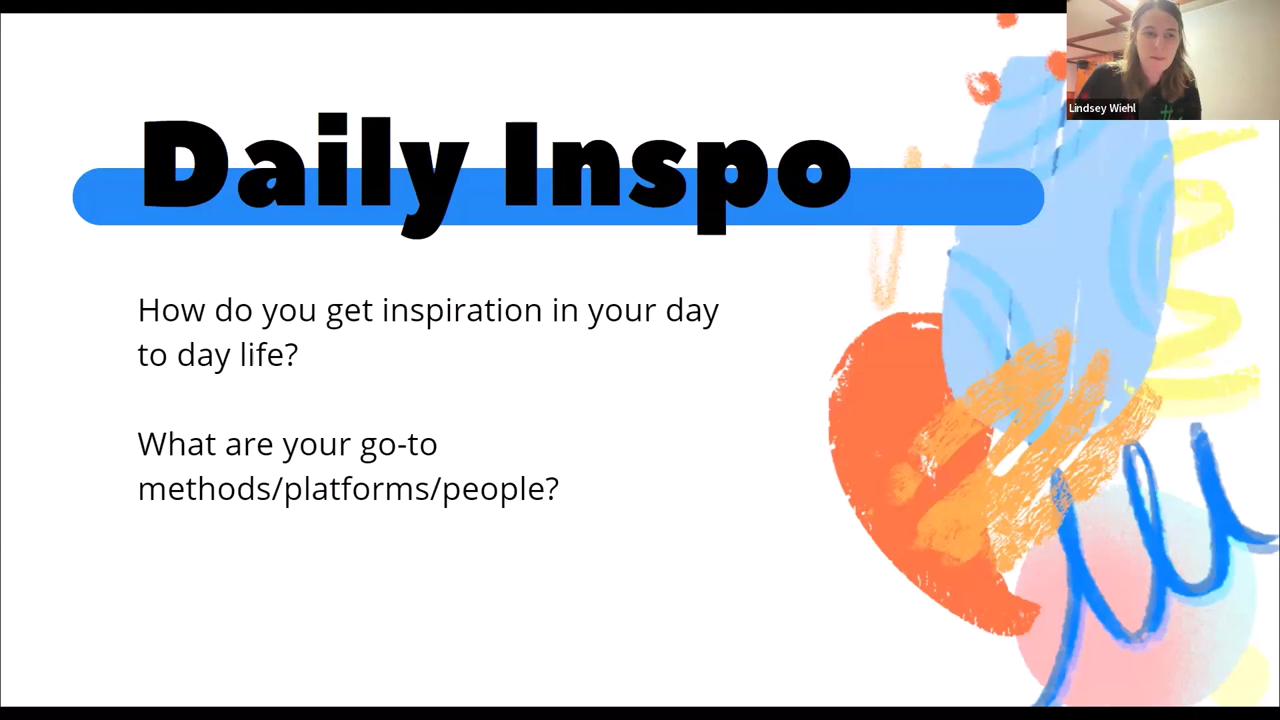 Daily Inspo
Lindsey Wiehl
How do you get inspiration in your day
to day life?
What are your go-to
methods/platforms/people?